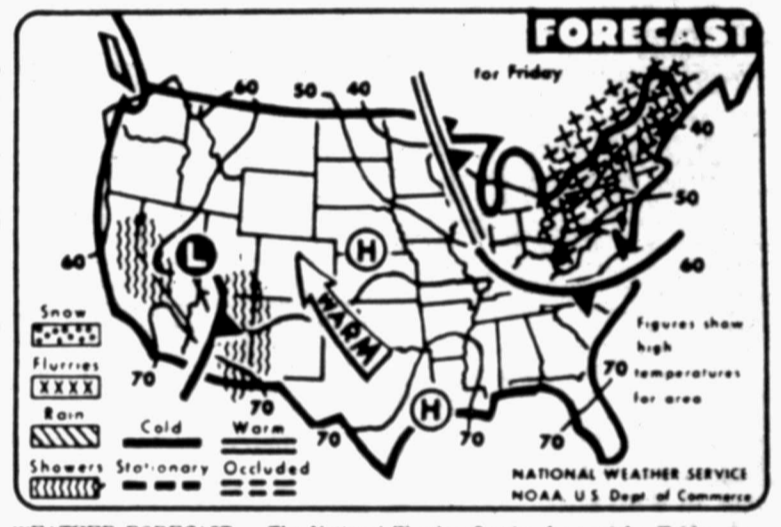 FORECAST
for Friday
60
50
40
40
50
60
60
L
H
WARM
H
Snow
Flurries
XXXX
Rain
Showers
Cold
Warm
Stationary
Occluded
70
70
70
70
70
70
Figures show
high
temperatures
for area
NATIONAL WEATHER SERVICE
NOAA, U.S. Dept. of Commerce